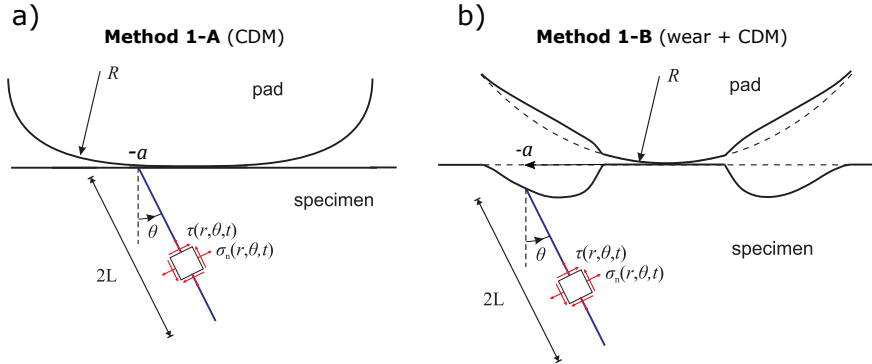 a)
Method 1-A (CDM)
R
pad
-a
specimen
θ
τ(r,θ,t)
σn(r,θ,t)
2L
b)
Method 1-B (wear + CDM)
R
pad
-a
specimen
θ
τ(r,θ,t)
σn(r,θ,t)
2L